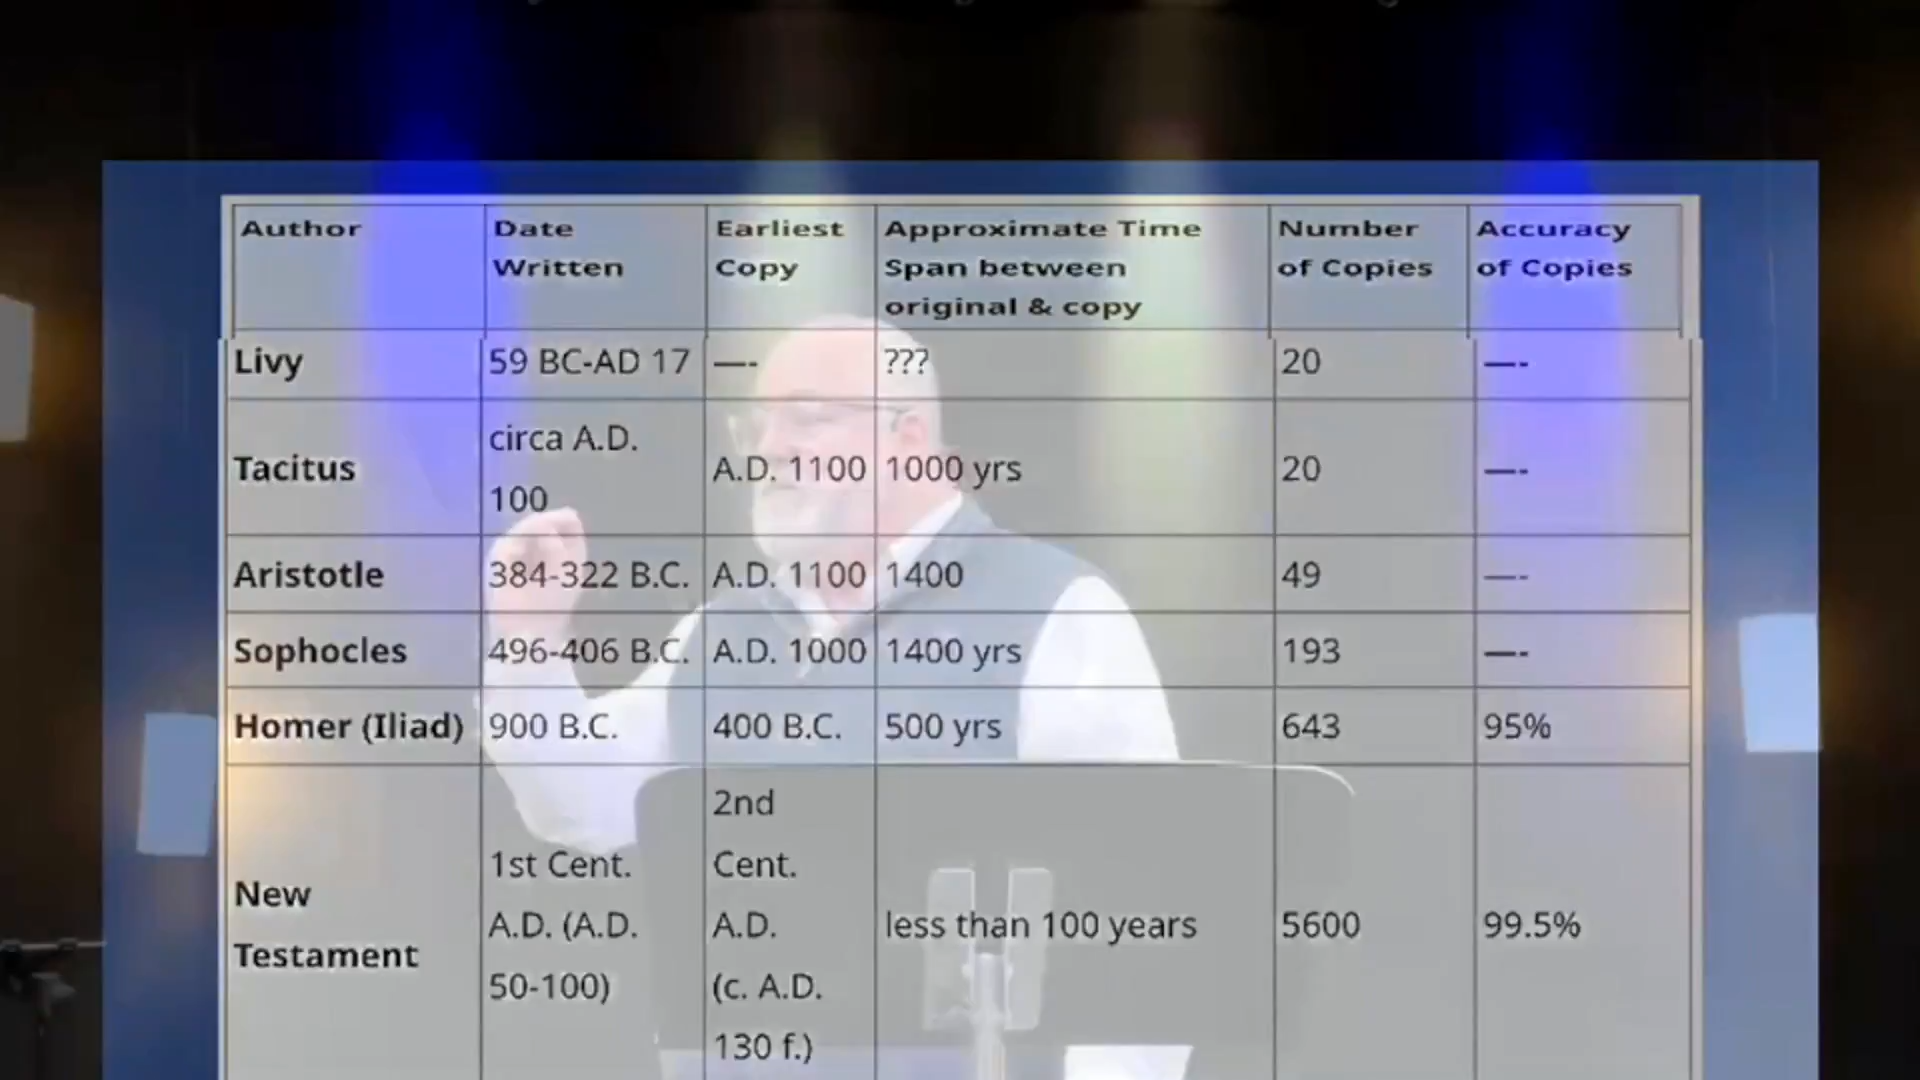 Author
Date
Written
Earliest
Copy
Approximate Time
Span between
original & copy
Number
of Copies
Accuracy
of Copies
Livy
59 BC-AD 17
—-
???
20
—-
Tacitus
circa A.D.
100
A.D. 1100
1000 yrs
20
—-
Aristotle
384-322 B.C.
A.D. 1100
1400
49
—-
Sophocles
496-406 B.C.
A.D. 1000
1400 yrs
193
—-
Homer (Iliad)
900 B.C.
400 B.C.
500 yrs
643
95%
New
Testament
1st Cent.
A.D. (A.D.
50-100)
2nd
Cent.
A.D.
(c. A.D.
130 f.)
less than 100 years
5600
99.5%